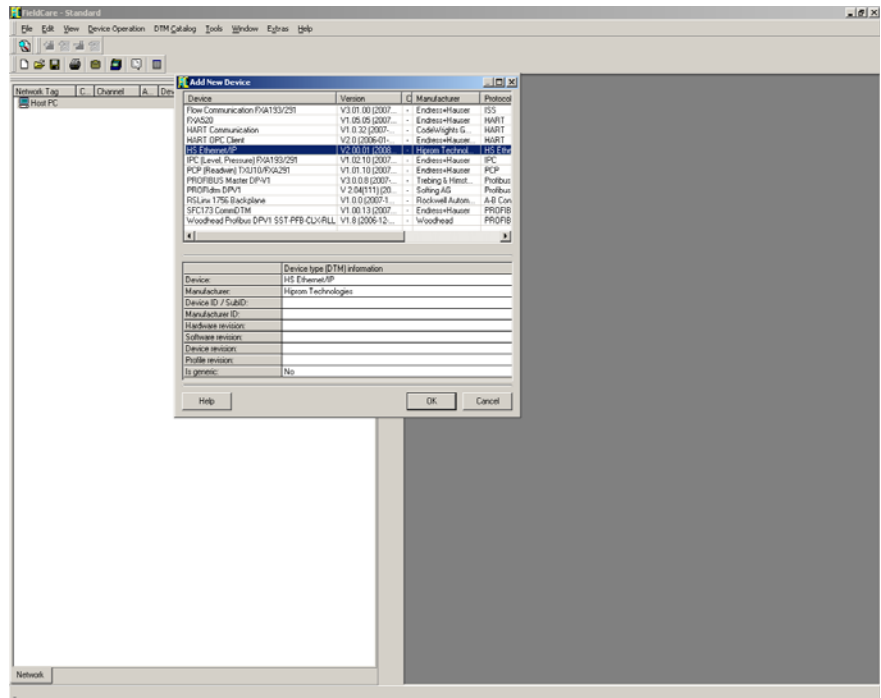 FieldCare - Standard
File Edit View Device Operation DTM Catalog Tools Window Extras Help
Network Tag C... Channel A... Dev
Host PC
Add New Device
Device Version C Manufacturer Protocol
Flow Communication FXA193/291 V3.01.00 (2007... - Endress+Hauser ISS
FXA520 V1.05.05 (2007... - Endress+Hauser HART
HART Communication V1.0.32 (2007-... - CodeWrights G... HART
HART OPC Client V2.0 (2006-01-... - Endress+Hauser HART
HS Ethernet/IP V2.00.01 (2008... - Hiprom Technol... HS Ethe
IPC (Level, Pressure) FXA193/291 V1.02.10 (2007... - Endress+Hauser IPC
PCP (Readwin) TXU10/FXA291 V1.01.10 (2007... - Endress+Hauser PCP
PROFIBUS Master DP-V1 V3.0.0.8 (2007-... - Trebing & Himst... Profibus
PROFIdtm DPV1 V 2.04(111) (20... - Softing AG Profibus
RSLinx 1756 Backplane V1.0.0 (2007-1... - Rockwell Autom... A-B Con
SFC173 CommDTM V1.00.13 (2007... - Endress+Hauser PROFIB
Woodhead Profibus DPV1 SST-PFB-CLX-RLL V1.8 (2006-12-... - Woodhead PROFIB
Device type (DTM) information
Device: HS Ethernet/IP
Manufacturer: Hiprom Technologies
Device ID / SubID:
Manufacturer ID:
Hardware revision:
Software revision:
Device revision:
Profile revision:
Is generic: No
Help OK Cancel
Network